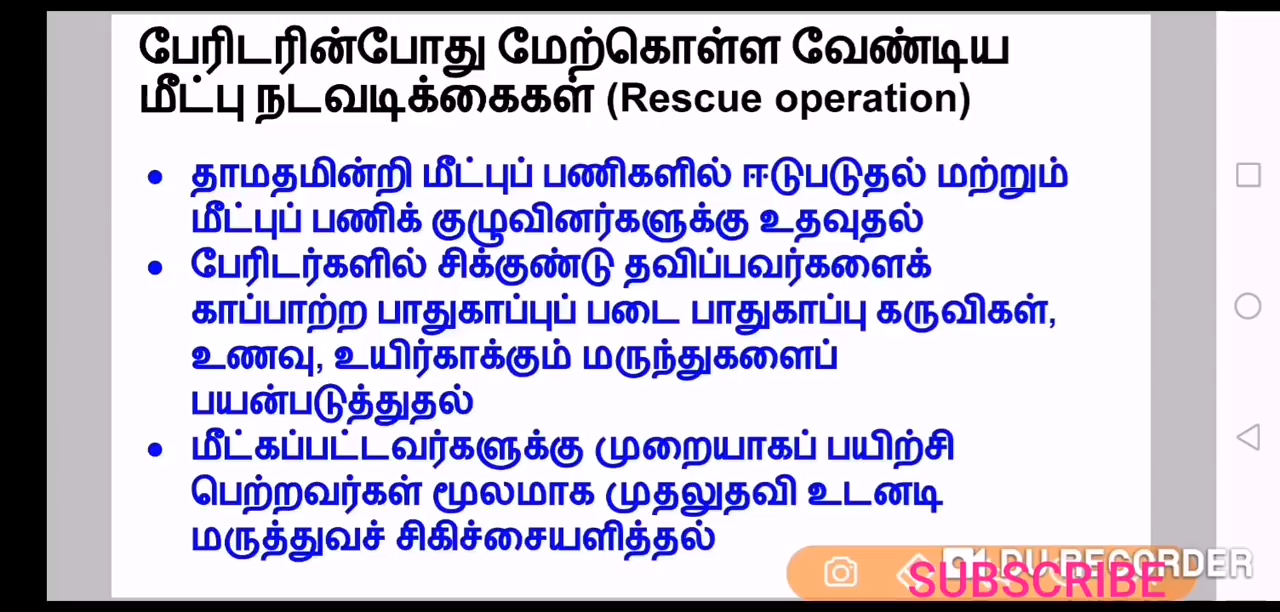 பேரிடரின்போது மேற்கொள்ள வேண்டிய
மீட்பு நடவடிக்கைகள் (Rescue operation)
• தாமதமின்றி மீட்புப் பணிகளில் ஈடுபடுதல் மற்றும்
மீட்புப் பணிக் குழுவினர்களுக்கு உதவுதல்
• பேரிடர்களில் சிக்குண்டு தவிப்பவர்களைக்
காப்பாற்ற பாதுகாப்புப் படை பாதுகாப்பு கருவிகள்,
உணவு, உயிர்காக்கும் மருந்துகளைப்
பயன்படுத்துதல்
• மீட்கப்பட்டவர்களுக்கு முறையாகப் பயிற்சி
பெற்றவர்கள் மூலமாக முதலுதவி உடனடி
மருத்துவச் சிகிச்சையளித்தல்
DU RECORDER
SUBSCRIBE